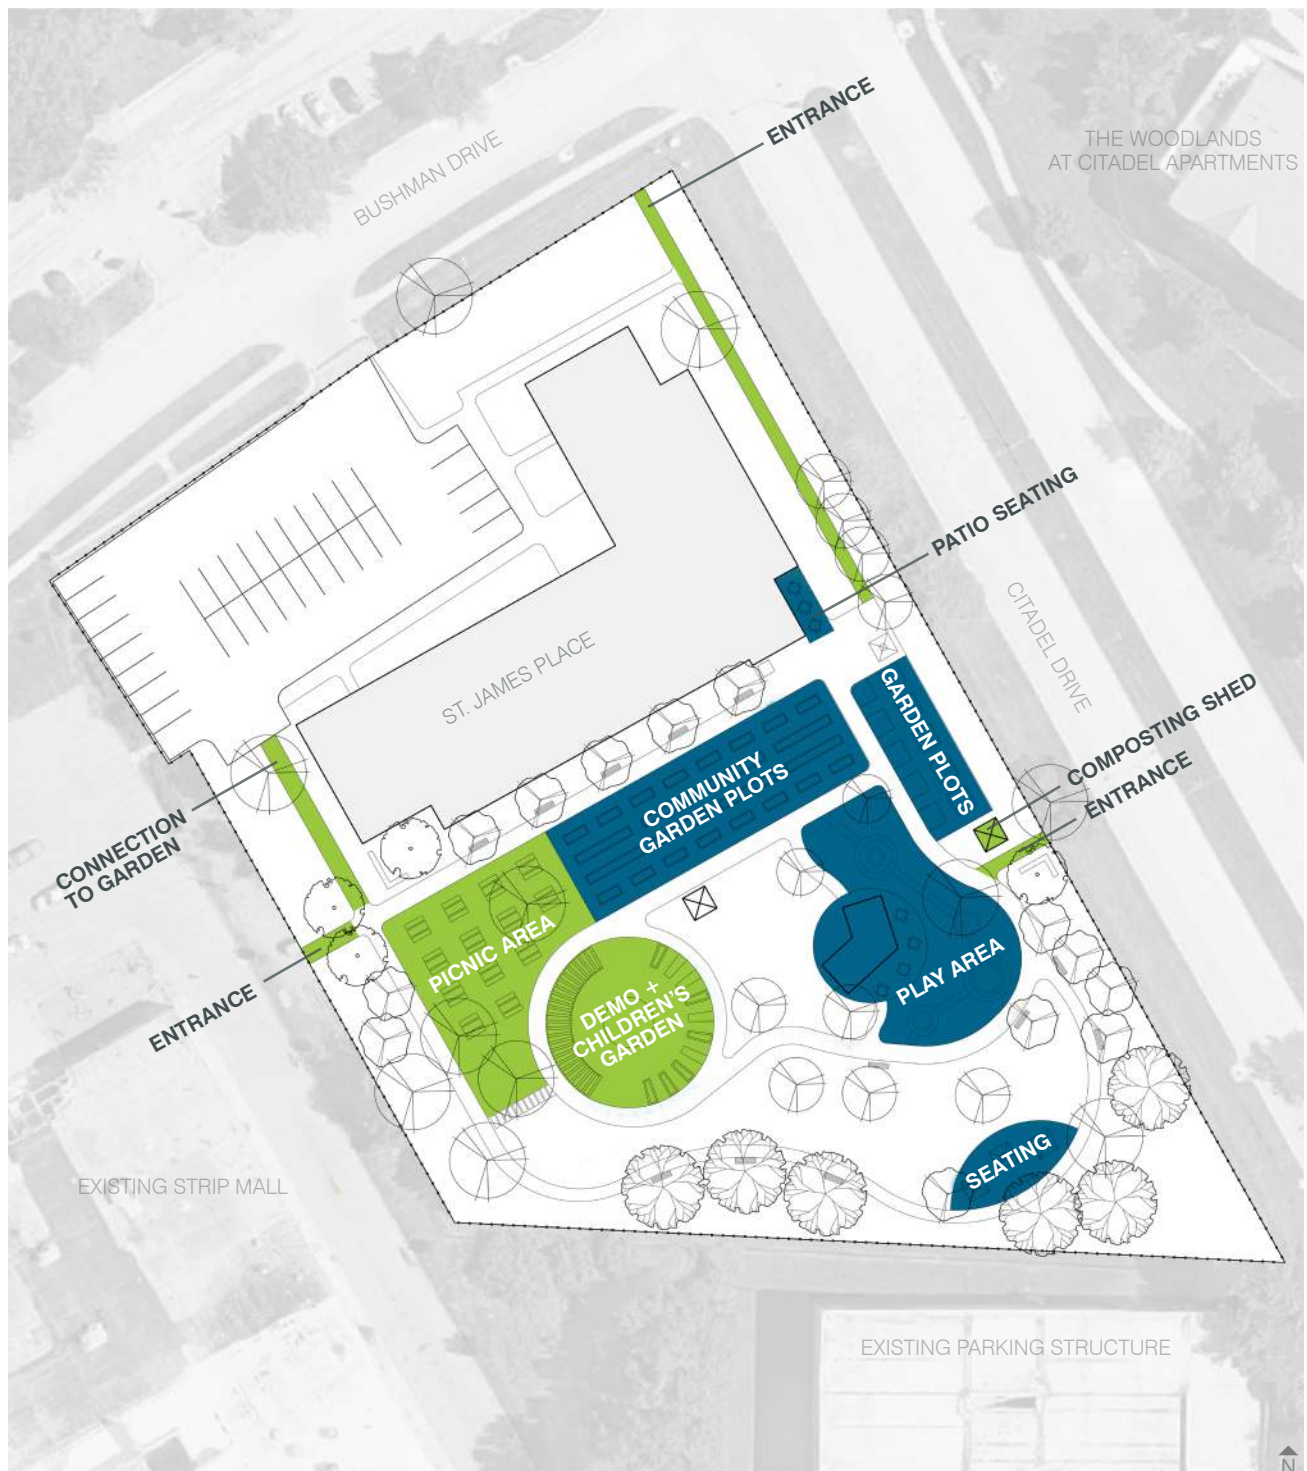 ENTRANCE
THE WOODLANDS
AT CITADEL APARTMENTS
BUSHMAN DRIVE
PATIO SEATING
CITADEL DRIVE
ST. JAMES PLACE
GARDEN PLOTS
COMPOSTING SHED
ENTRANCE
COMMUNITY
GARDEN PLOTS
CONNECTION
TO GARDEN
PICNIC AREA
PLAY AREA
ENTRANCE
DEMO +
CHILDREN'S
GARDEN
SEATING
EXISTING STRIP MALL
EXISTING PARKING STRUCTURE
N